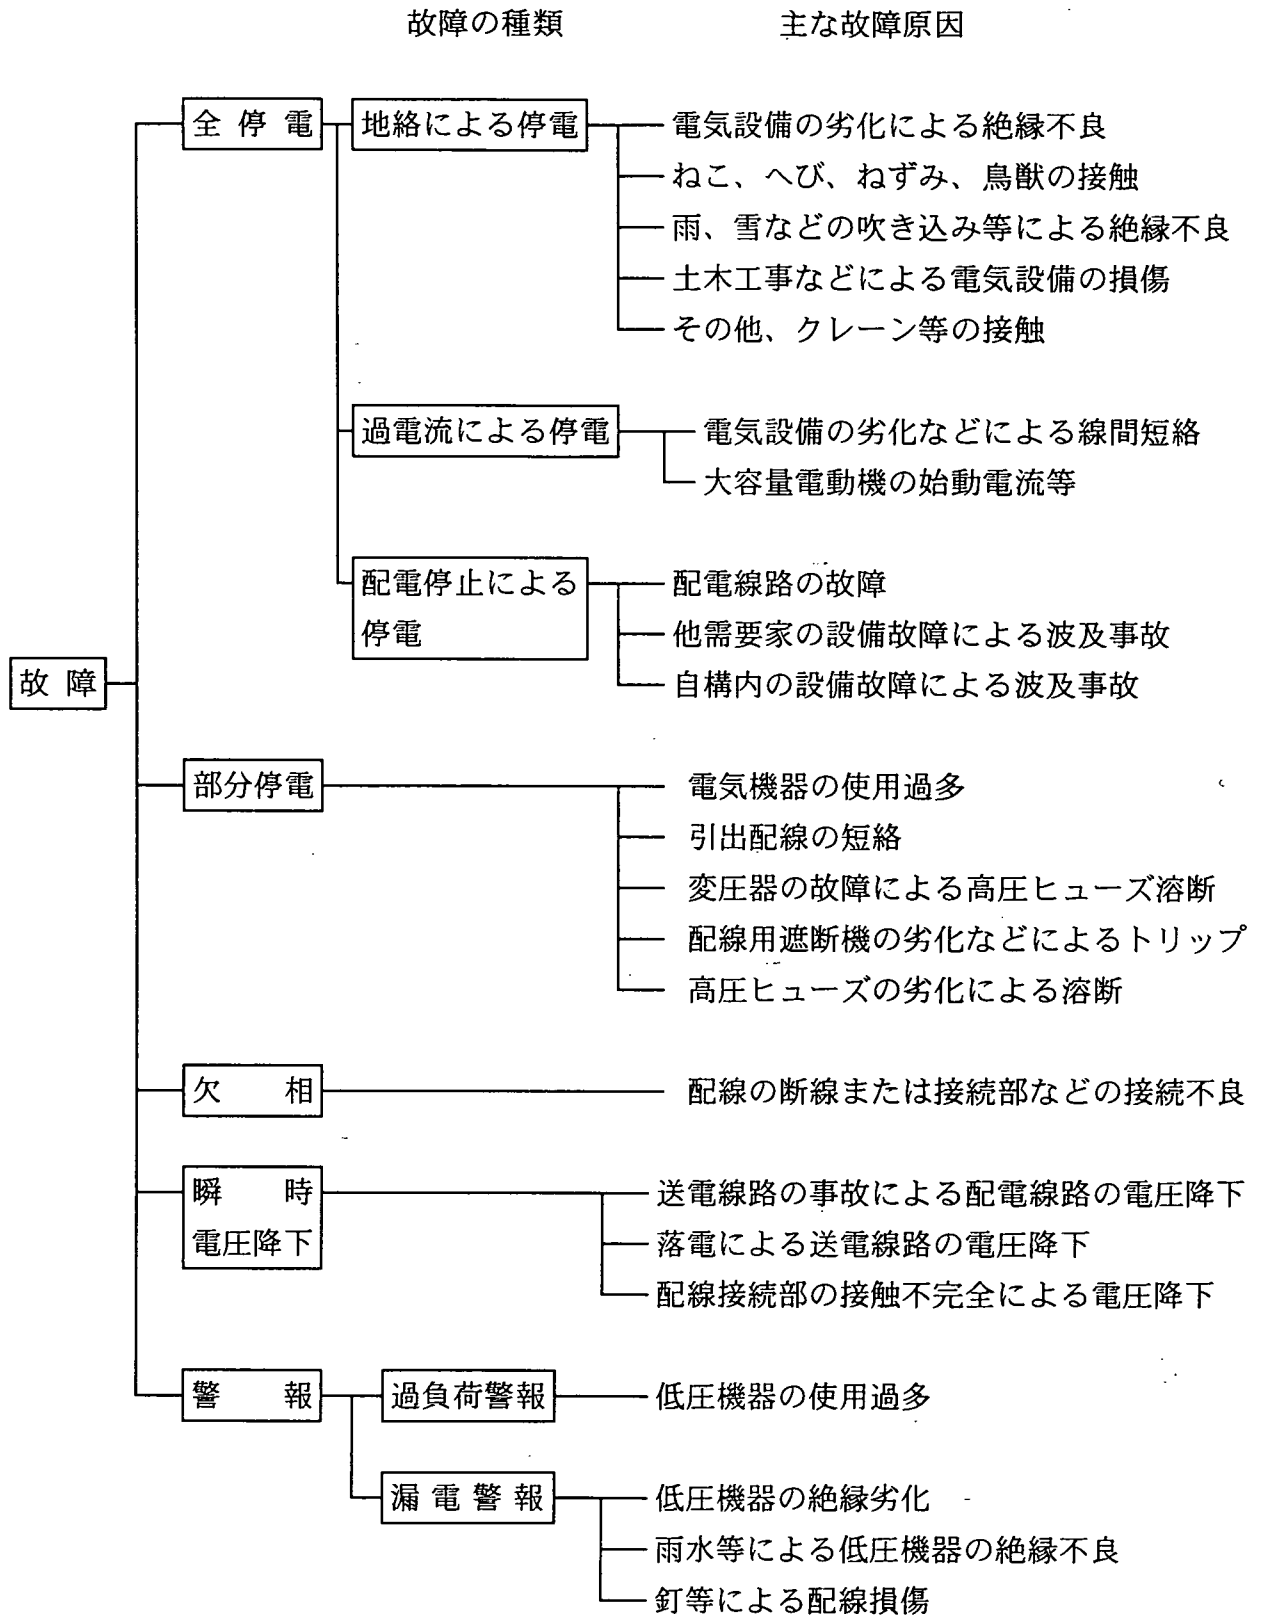 故障の種類　主な故障原因
全停電　地絡による停電　電気設備の劣化による絶縁不良
ねこ、へび、ねずみ、鳥獣の接触
雨、雪などの吹き込み等による絶縁不良
土木工事などによる電気設備の損傷
その他、クレーン等の接触
過電流による停電　電気設備の劣化などによる線間短絡
大容量電動機の始動電流等
配電停止による　配電線路の故障
停電　他需要家の設備故障による波及事故
故障　自構内の設備故障による波及事故
部分停電　電気機器の使用過多
引出配線の短絡
変圧器の故障による高圧ヒューズ溶断
配線用遮断機の劣化などによるトリップ
高圧ヒューズの劣化による溶断
欠相　配線の断線または接続部などの接続不良
瞬時　送電線路の事故による配電線路の電圧降下
電圧降下　落電による送電線路の電圧降下
配線接続部の接触不完全による電圧降下
警報　過負荷警報　低圧機器の使用過多
漏電警報　低圧機器の絶縁劣化
雨水等による低圧機器の絶縁不良
釘等による配線損傷